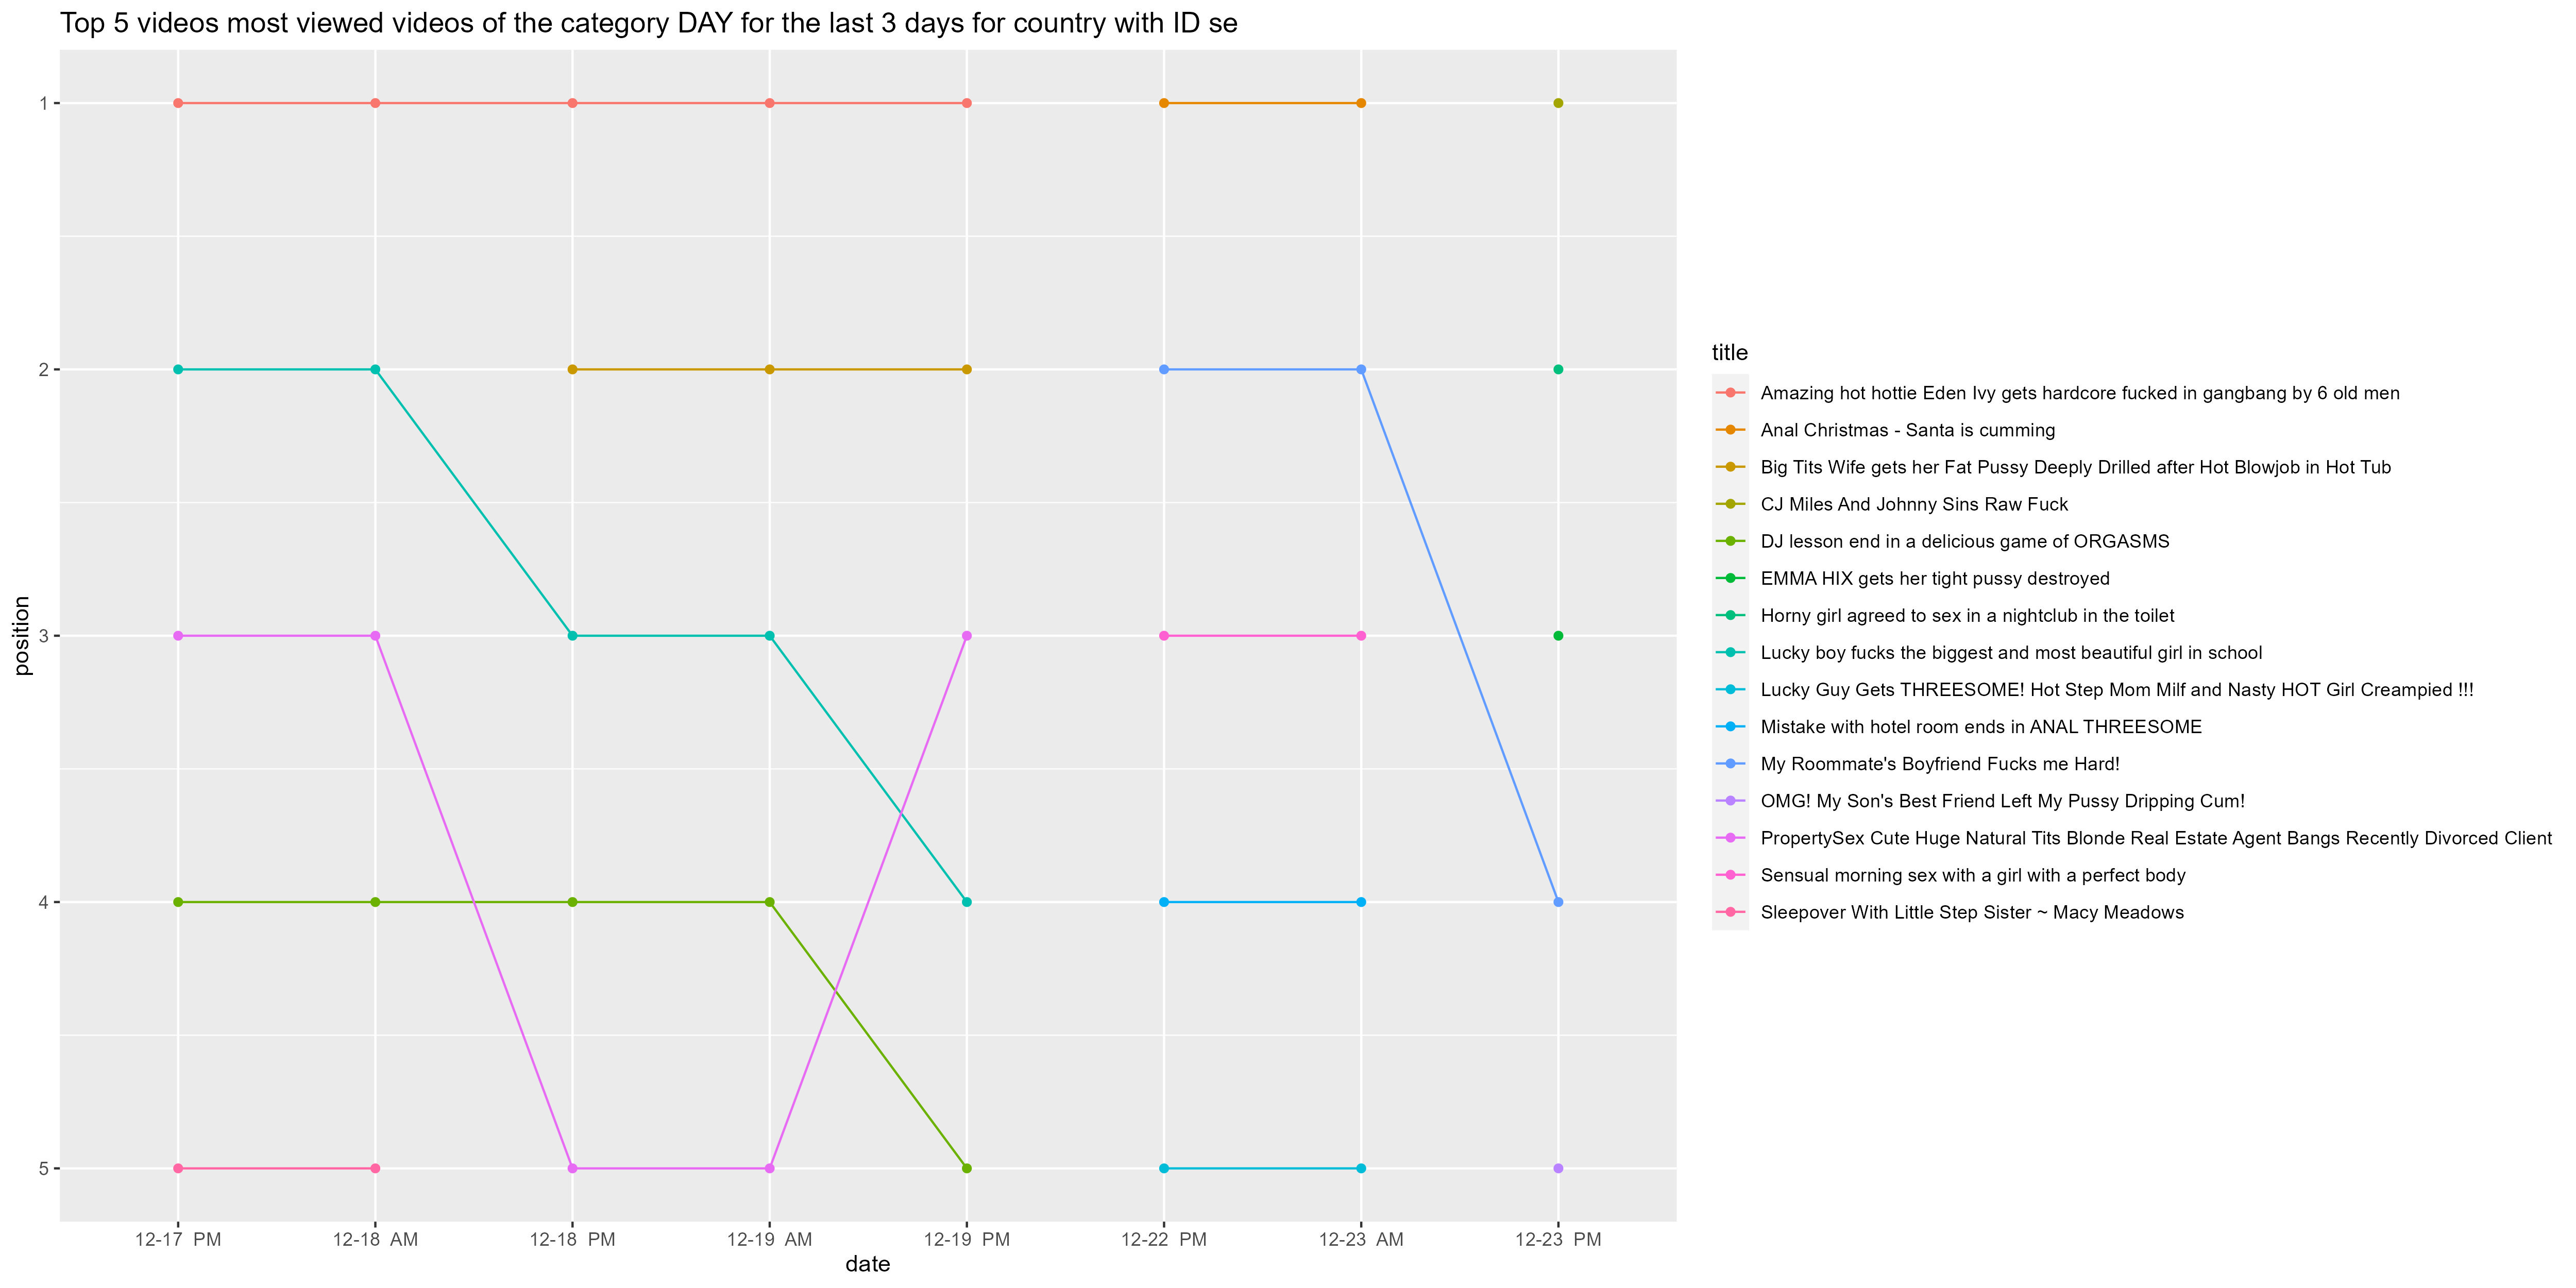 Top 5 videos most viewed videos of the category DAY for the last 3 days for country with ID se
position
1
2
3
4
5
12-17 PM
12-18 AM
12-18 PM
12-19 AM
12-19 PM
12-22 PM
12-23 AM
12-23 PM
date
title
Amazing hot hottie Eden Ivy gets hardcore fucked in gangbang by 6 old men
Anal Christmas - Santa is cumming
Big Tits Wife gets her Fat Pussy Deeply Drilled after Hot Blowjob in Hot Tub
CJ Miles And Johnny Sins Raw Fuck
DJ lesson end in a delicious game of ORGASMS
EMMA HIX gets her tight pussy destroyed
Horny girl agreed to sex in a nightclub in the toilet
Lucky boy fucks the biggest and most beautiful girl in school
Lucky Guy Gets THREESOME! Hot Step Mom Milf and Nasty HOT Girl Creampied !!!
Mistake with hotel room ends in ANAL THREESOME
My Roommate's Boyfriend Fucks me Hard!
OMG! My Son's Best Friend Left My Pussy Dripping Cum!
PropertySex Cute Huge Natural Tits Blonde Real Estate Agent Bangs Recently Divorced Client
Sensual morning sex with a girl with a perfect body
Sleepover With Little Step Sister ~ Macy Meadows